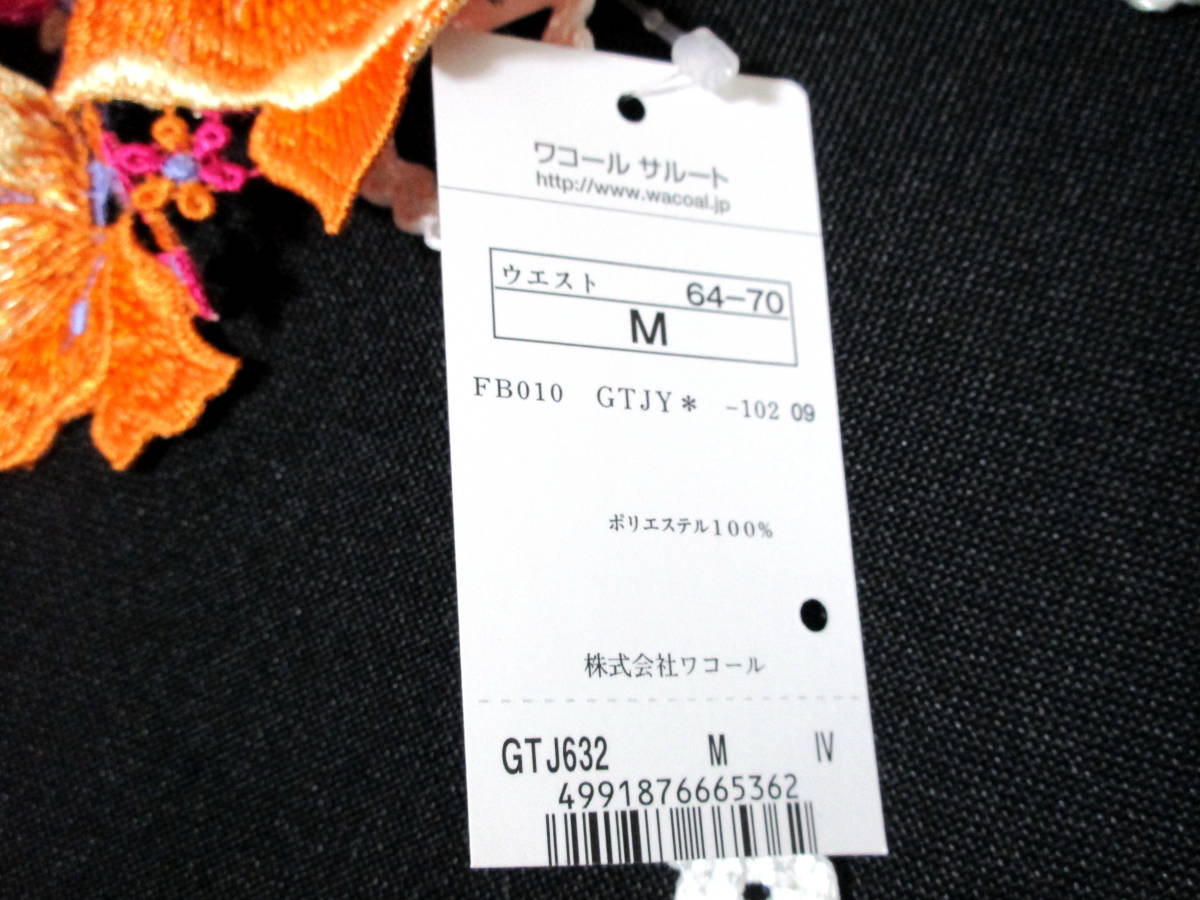 ワコール サルート
http://www.wacoal.jp
ウエスト 64-70
M
FB010 GTJY* -102 09
ポリエステル100%
株式会社ワコール
GTJ632 M IV
4991876665362